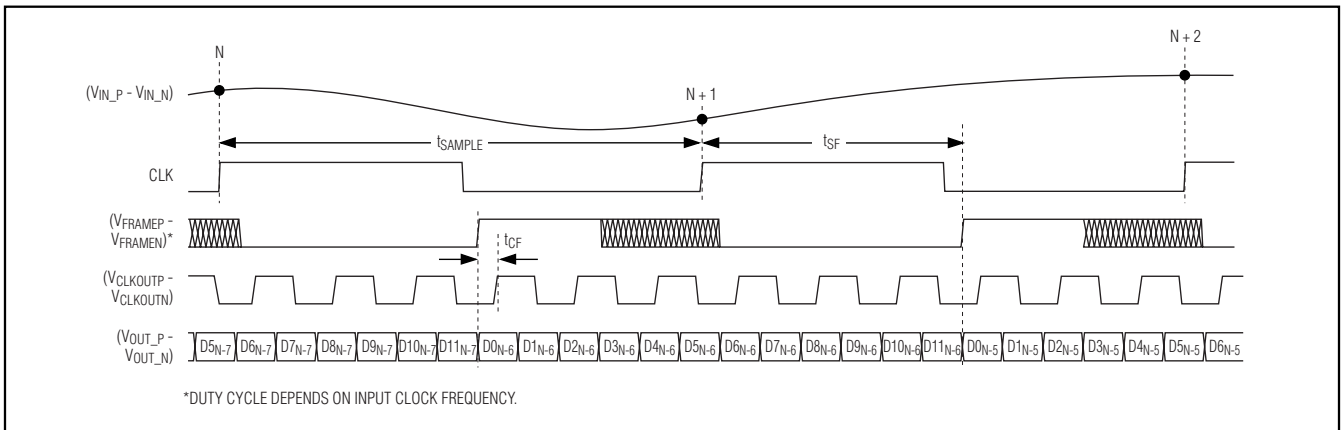 N
N + 2
(VIN_P - VIN_N)
N + 1
tSAMPLE
tSF
CLK
(VFRAMEP -
VFRAMEN)*
tCF
(VCLKOUTP -
VCLKOUTN)
(VOUT_P -
VOUT_N)
D5N-7 D6N-7 D7N-7 D8N-7 D9N-7 D10N-7 D11N-7 D0N-6 D1N-6 D2N-6 D3N-6 D4N-6 D5N-6 D6N-6 D7N-6 D8N-6 D9N-6 D10N-6 D11N-6 D0N-5 D1N-5 D2N-5 D3N-5 D4N-5 D5N-5 D6N-5
*DUTY CYCLE DEPENDS ON INPUT CLOCK FREQUENCY.